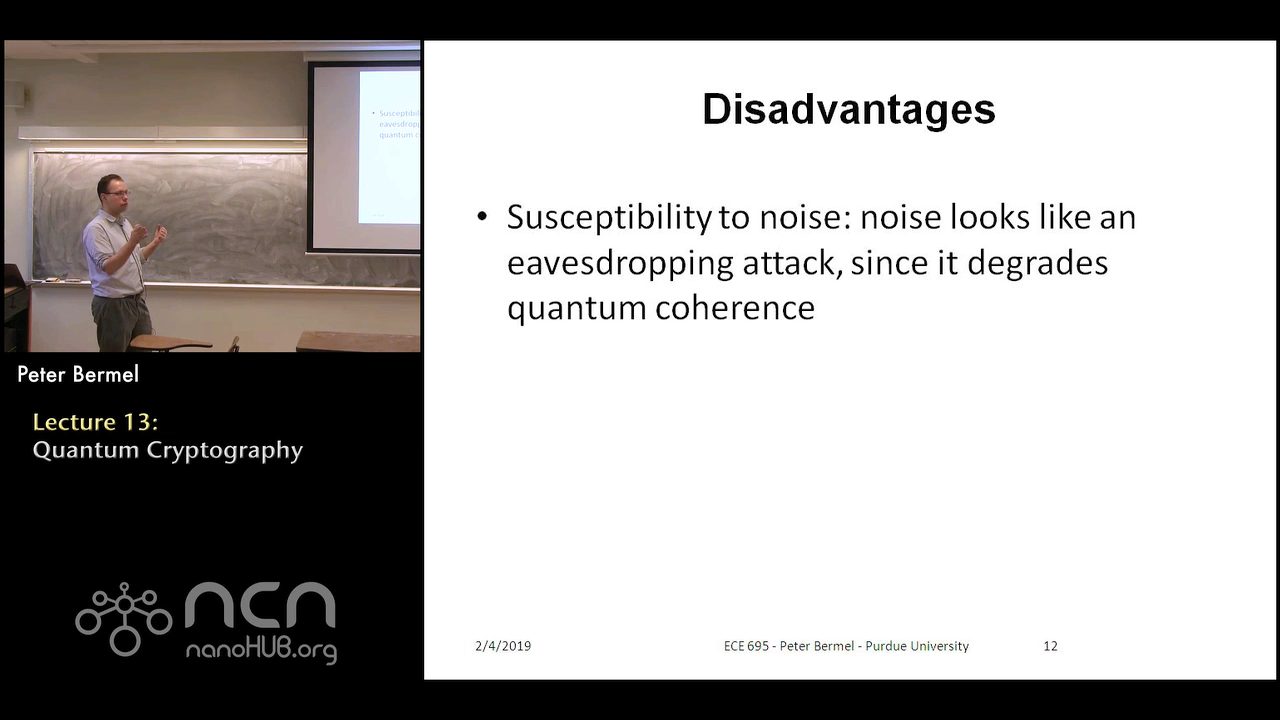 Disadvantages
• Susceptibility to noise: noise looks like an
eavesdropping attack, since it degrades
quantum coherence
2/4/2019
ECE 695 - Peter Bermel - Purdue University
12
Peter Bermel
Lecture 13:
Quantum Cryptography
ncn
nanoHUB.org